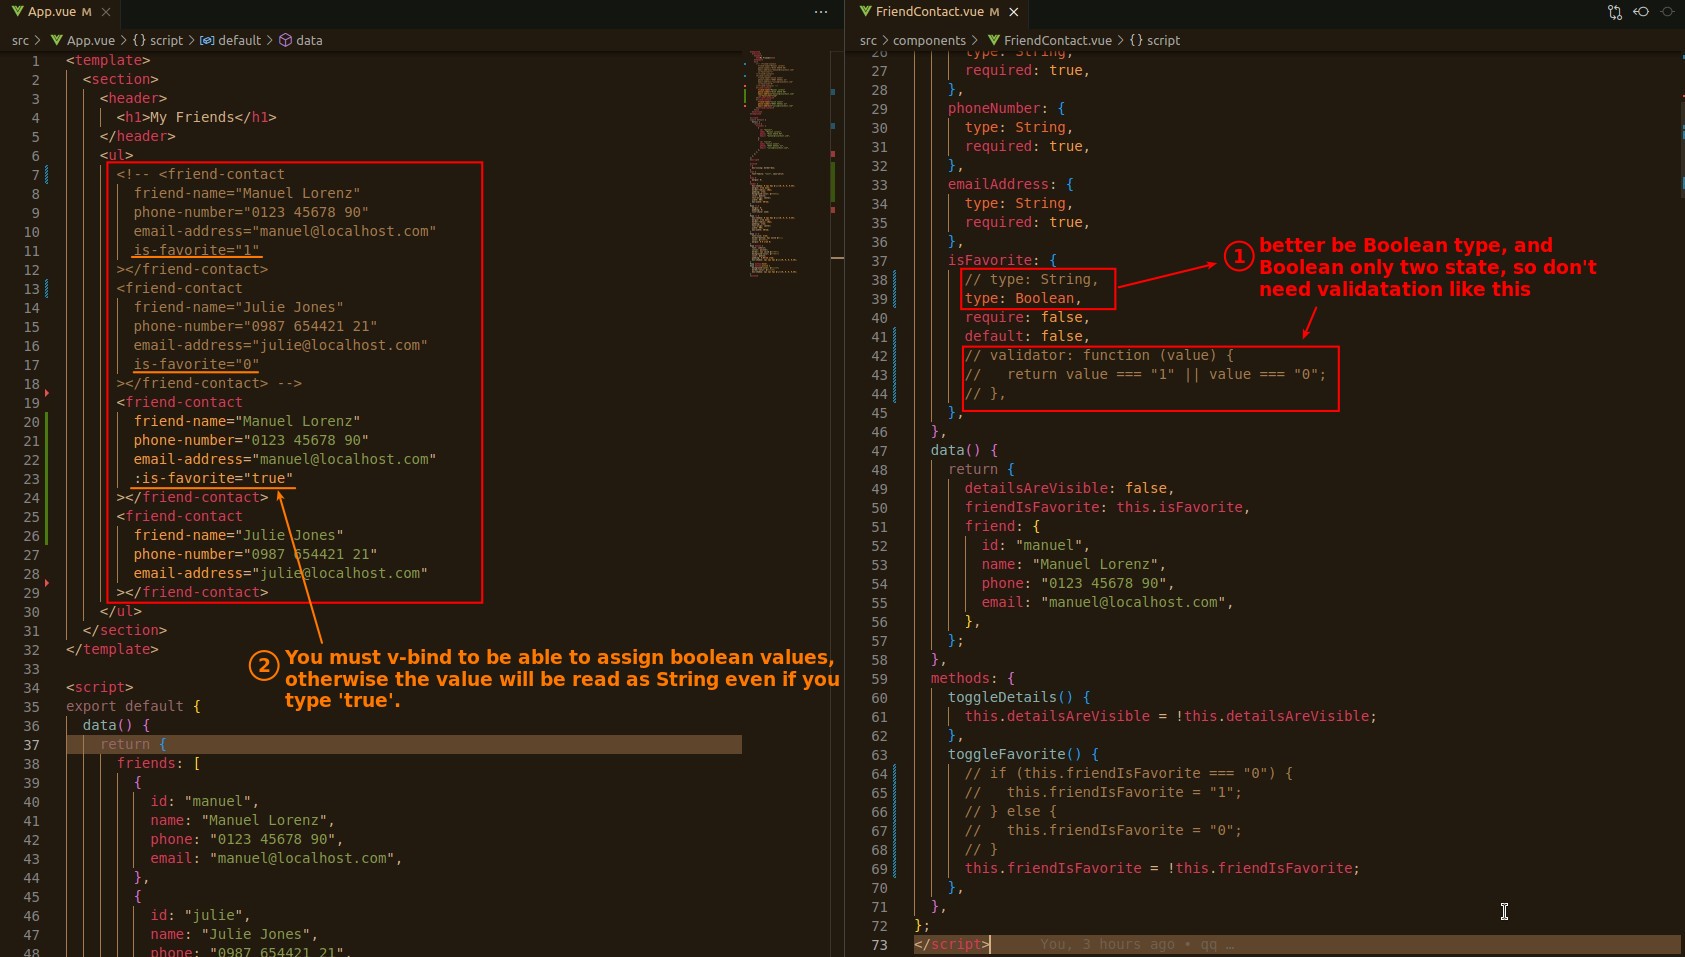 App.vue M
src > App.vue > {} script > default > data
1 <template>
2 <section>
3 <header>
4 <h1>My Friends</h1>
5 </header>
6 <ul>
7 <!-- <friend-contact
8 friend-name="Manuel Lorenz"
9 phone-number="0123 45678 90"
10 email-address="manuel@localhost.com"
11 is-favorite="1"
12 ></friend-contact>
13 <friend-contact
14 friend-name="Julie Jones"
15 phone-number="0987 654421 21"
16 email-address="julie@localhost.com"
17 is-favorite="0"
18 ></friend-contact> -->
19 <friend-contact
20 friend-name="Manuel Lorenz"
21 phone-number="0123 45678 90"
22 email-address="manuel@localhost.com"
23 :is-favorite="true"
24 ></friend-contact>
25 <friend-contact
26 friend-name="Julie Jones"
27 phone-number="0987 654421 21"
28 email-address="julie@localhost.com"
29 ></friend-contact>
30 </ul>
31 </section>
32 </template>
33
34 <script>
35 export default {
36 data() {
37 return {
38 friends: [
39 {
40 id: "manuel",
41 name: "Manuel Lorenz",
42 phone: "0123 45678 90",
43 email: "manuel@localhost.com",
44 },
45 {
46 id: "julie",
47 name: "Julie Jones",
48 phone: "0987 654421 21",
2 You must v-bind to be able to assign boolean values,
otherwise the value will be read as String even if you
type 'true'.
FriendContact.vue M
src > components > FriendContact.vue > {} script
26 type: String,
27 required: true,
28 },
29 phoneNumber: {
30 type: String,
31 required: true,
32 },
33 emailAddress: {
34 type: String,
35 required: true,
36 },
37 isFavorite: {
38 // type: String,
39 type: Boolean,
40 require: false,
41 default: false,
42 // validator: function (value) {
43 // return value === "1" || value === "0";
44 // },
45 },
46 },
47 data() {
48 return {
49 detailsAreVisible: false,
50 friendIsFavorite: this.isFavorite,
51 friend: {
52 id: "manuel",
53 name: "Manuel Lorenz",
54 phone: "0123 45678 90",
55 email: "manuel@localhost.com",
56 },
57 };
58 },
59 methods: {
60 toggleDetails() {
61 this.detailsAreVisible = !this.detailsAreVisible;
62 },
63 toggleFavorite() {
64 // if (this.friendIsFavorite === "0") {
65 // this.friendIsFavorite = "1";
66 // } else {
67 // this.friendIsFavorite = "0";
68 // }
69 this.friendIsFavorite = !this.friendIsFavorite;
70 },
71 },
72 };
73 </script> You, 3 hours ago • qq …
1 better be Boolean type, and
Boolean only two state, so don't
need validatation like this